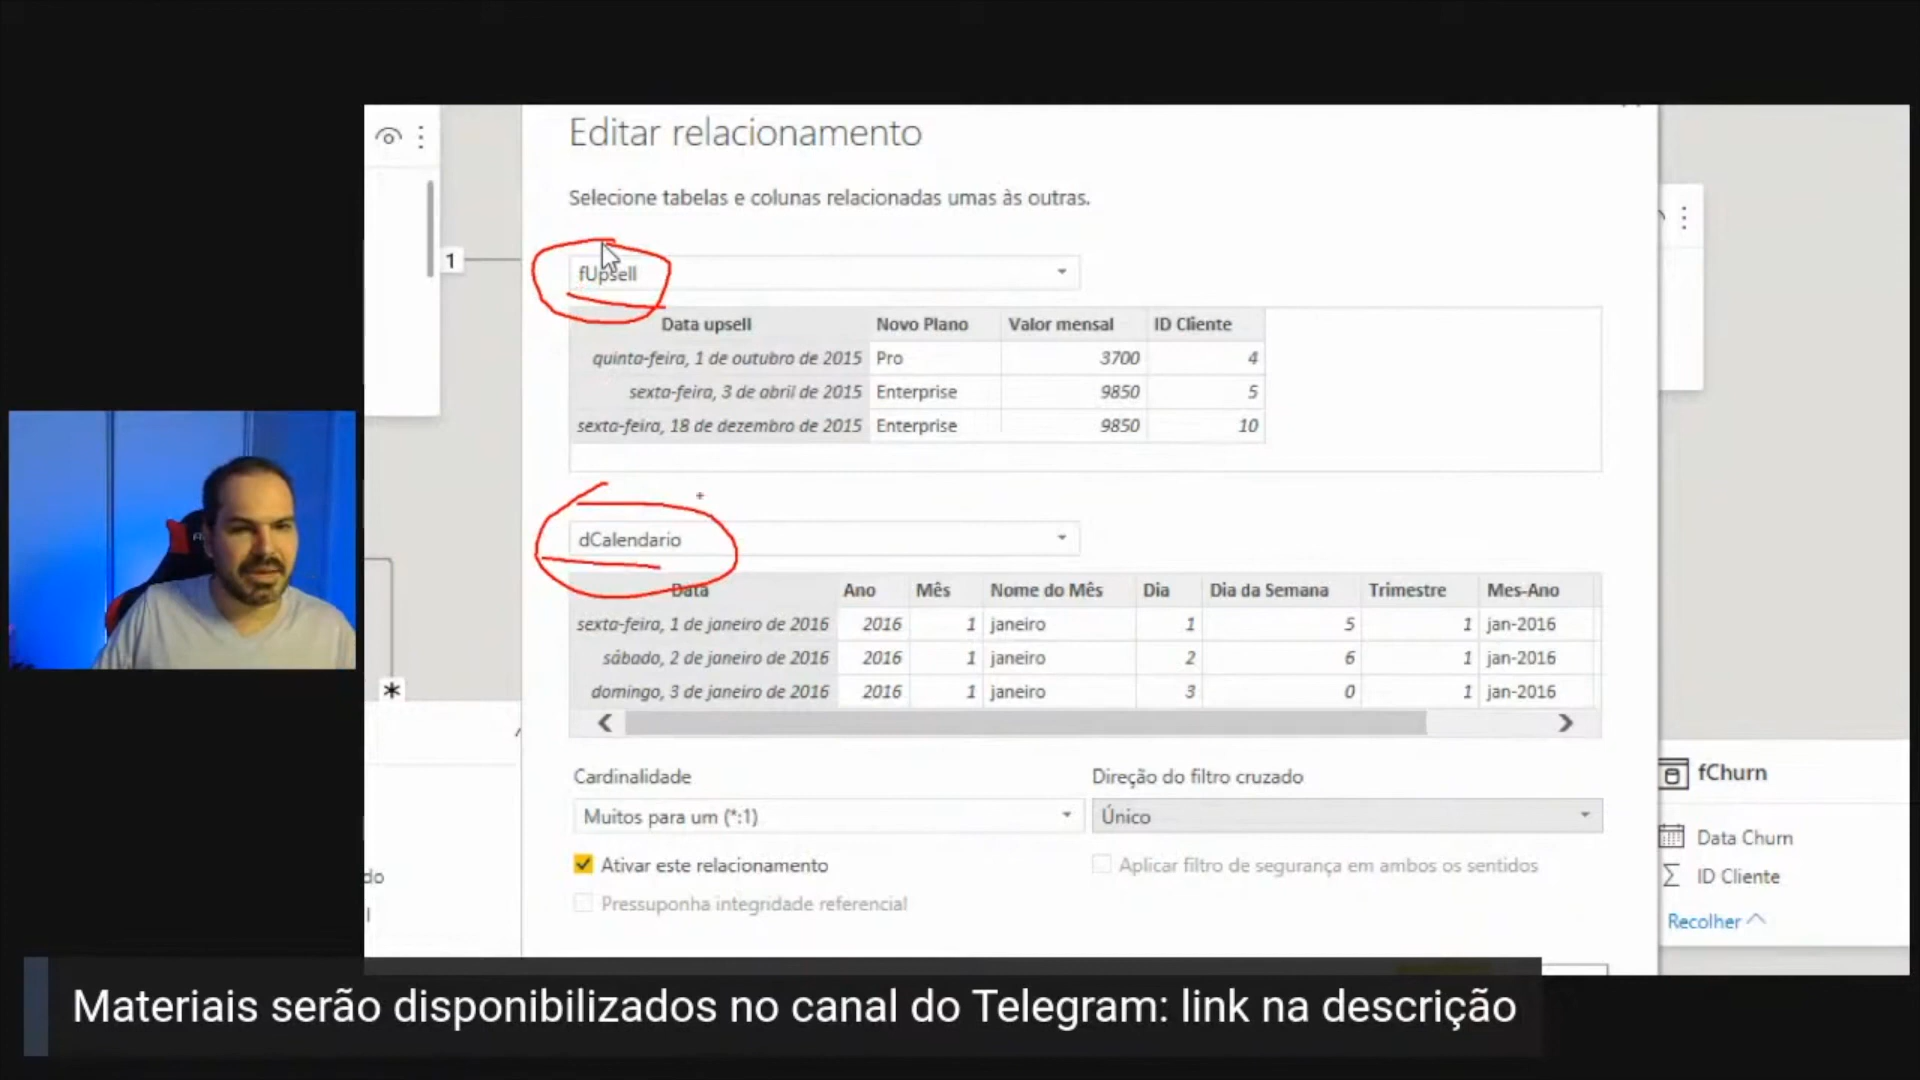 Editar relacionamento
Selecione tabelas e colunas relacionadas umas às outras.
1
fUpsell
Data upsell Novo Plano Valor mensal ID Cliente
quinta-feira, 1 de outubro de 2015 Pro 3700 4
sexta-feira, 3 de abril de 2015 Enterprise 9850 5
sexta-feira, 18 de dezembro de 2015 Enterprise 9850 10
dCalendario
Data Ano Mês Nome do Mês Dia Dia da Semana Trimestre Mes-Ano
sexta-feira, 1 de janeiro de 2016 2016 1 janeiro 1 5 1 jan-2016
sábado, 2 de janeiro de 2016 2016 1 janeiro 2 6 1 jan-2016
domingo, 3 de janeiro de 2016 2016 1 janeiro 3 0 1 jan-2016
*
Cardinalidade Direção do filtro cruzado
Muitos para um (*:1) Único
Ativar este relacionamento Aplicar filtro de segurança em ambos os sentidos
Pressuponha integridade referencial
do
fChurn
Data Churn
ID Cliente
Recolher
Materiais serão disponibilizados no canal do Telegram: link na descrição